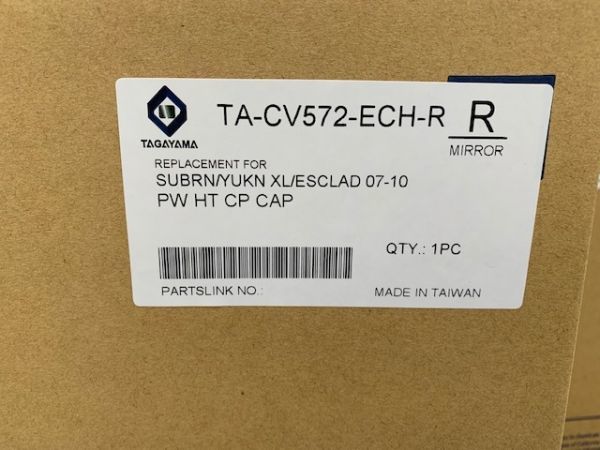 TAGAYAMA
TA-CV572-ECH-R R
MIRROR
REPLACEMENT FOR
SUBRN/YUKN XL/ESCLAD 07-10
PW HT CP CAP
QTY.: 1PC
PARTSLINK NO.:
MADE IN TAIWAN